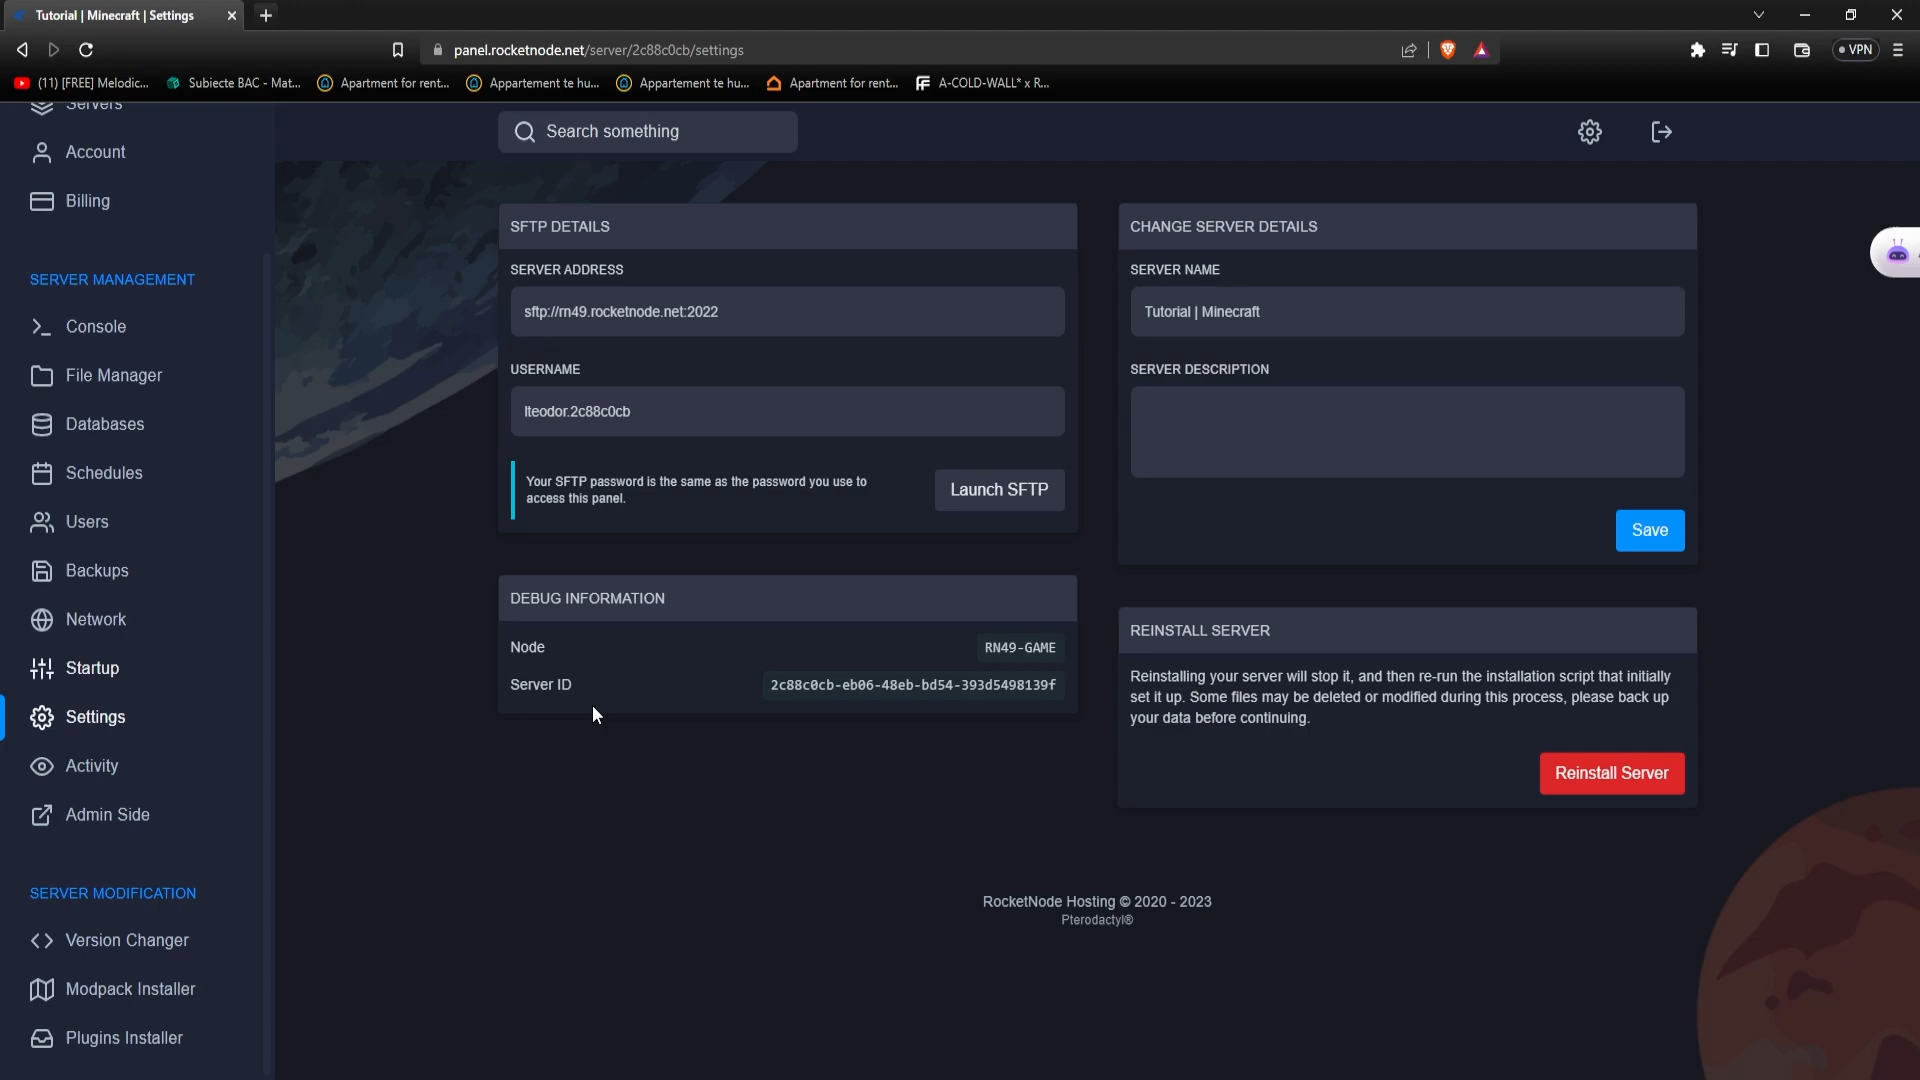 Tutorial | Minecraft | Settings
panel.rocketnode.net/server/2c88c0cb/settings
VPN
(11) [FREE] Melodic...
Subiecte BAC - Mat...
Apartment for rent...
Appartement te hu...
Appartement te hu...
Apartment for rent...
A-COLD-WALL* x R...
Servers
Account
Billing
SERVER MANAGEMENT
Console
File Manager
Databases
Schedules
Users
Backups
Network
Startup
Settings
Activity
Admin Side
SERVER MODIFICATION
Version Changer
Modpack Installer
Plugins Installer
Search something
SFTP DETAILS
SERVER ADDRESS
sftp://rn49.rocketnode.net:2022
USERNAME
lteodor.2c88c0cb
Your SFTP password is the same as the password you use to
access this panel.
Launch SFTP
DEBUG INFORMATION
Node
RN49-GAME
Server ID
2c88c0cb-eb06-48eb-bd54-393d5498139f
CHANGE SERVER DETAILS
SERVER NAME
Tutorial | Minecraft
SERVER DESCRIPTION
Save
REINSTALL SERVER
Reinstalling your server will stop it, and then re-run the installation script that initially
set it up. Some files may be deleted or modified during this process, please back up
your data before continuing.
Reinstall Server
RocketNode Hosting © 2020 - 2023
Pterodactyl®